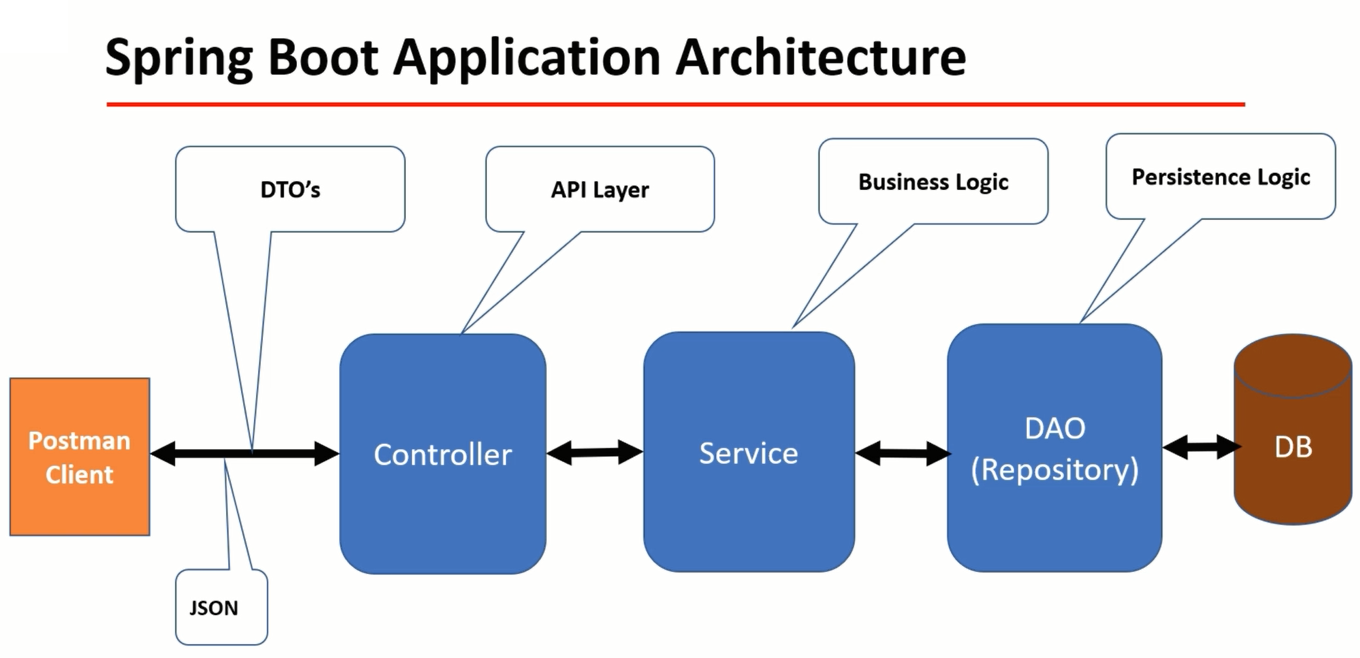 Spring Boot Application Architecture
DTO’s
API Layer
Business Logic
Persistence Logic
Postman
Client
Controller
Service
DAO
(Repository)
DB
JSON